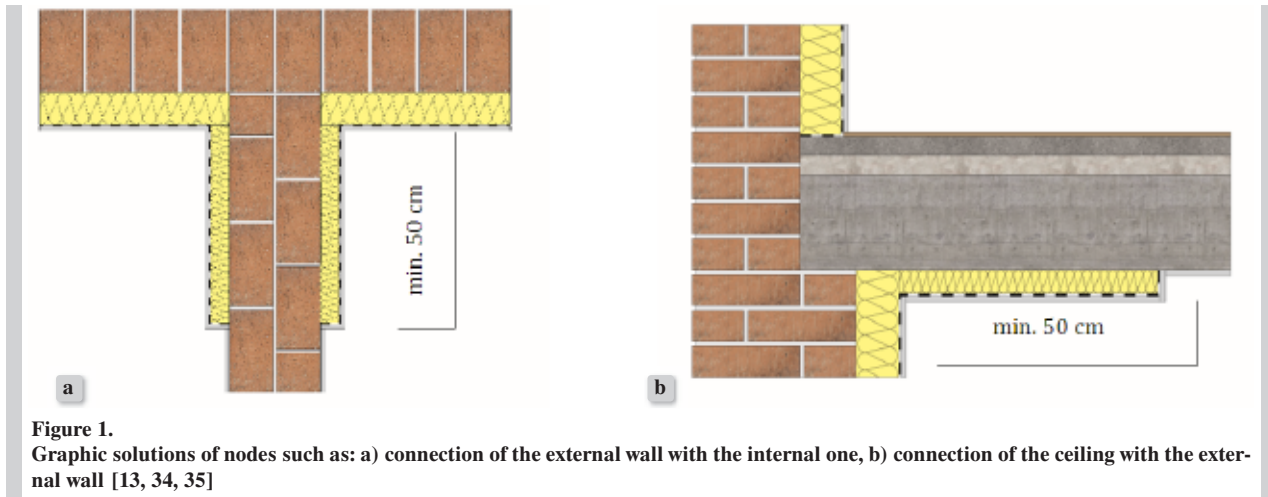 min. 50 cm
min. 50 cm
a
b
Figure 1.
Graphic solutions of nodes such as: a) connection of the external wall with the internal one, b) connection of the ceiling with the exter-
nal wall [13, 34, 35]